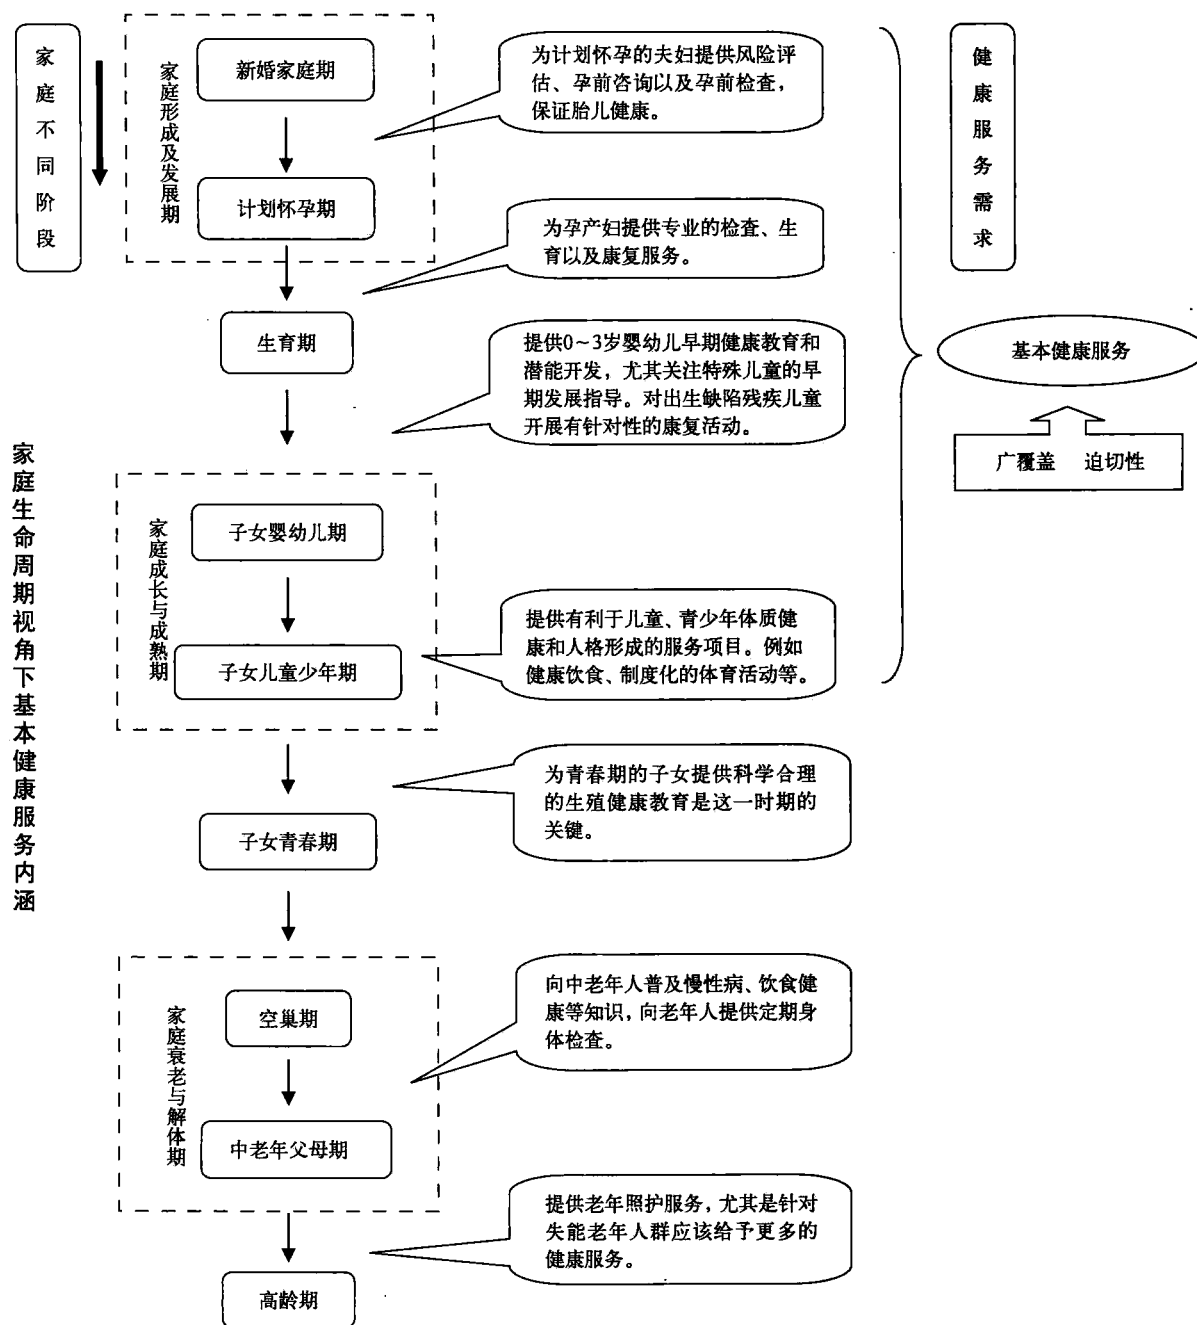 家庭不同阶段
家庭形成及发展期
新婚家庭期
计划怀孕期
为计划怀孕的夫妇提供风险评
估、孕前咨询以及孕前检查，
保证胎儿健康。
健康服务需求
为孕产妇提供专业的检查、生
育以及康复服务。
生育期
提供0～3岁婴幼儿早期健康教育和
潜能开发，尤其关注特殊儿童的早
期发展指导。对出生缺陷残疾儿童
开展有针对性的康复活动。
基本健康服务
广覆盖 迫切性
家庭生命周期视角下基本健康服务内涵
家庭成长与成熟期
子女婴幼儿期
子女儿童少年期
提供有利于儿童、青少年体质健
康和人格形成的服务项目。例如
健康饮食、制度化的体育活动等。
为青春期的子女提供科学合理
的生殖健康教育是这一时期的
关键。
子女青春期
家庭衰老与解体期
空巢期
中老年父母期
向中老年人普及慢性病、饮食健
康等知识，向老年人提供定期身
体检查。
提供老年照护服务，尤其是针对
失能老年人群应该给予更多的
健康服务。
高龄期